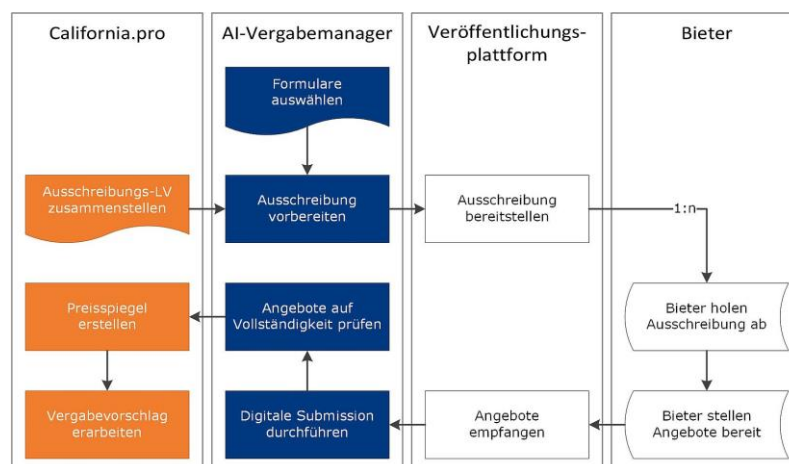 California.pro
AI-Vergabemanager
Veröffentlichungs-
plattform
Bieter
Formulare
auswählen
Ausschreibungs-LV
zusammenstellen
Ausschreibung
vorbereiten
Ausschreibung
bereitstellen
1:n
Preisspiegel
erstellen
Angebote auf
Vollständigkeit prüfen
Bieter holen
Ausschreibung ab
Vergabevorschlag
erarbeiten
Digitale Submission
durchführen
Angebote
empfangen
Bieter stellen
Angebote bereit